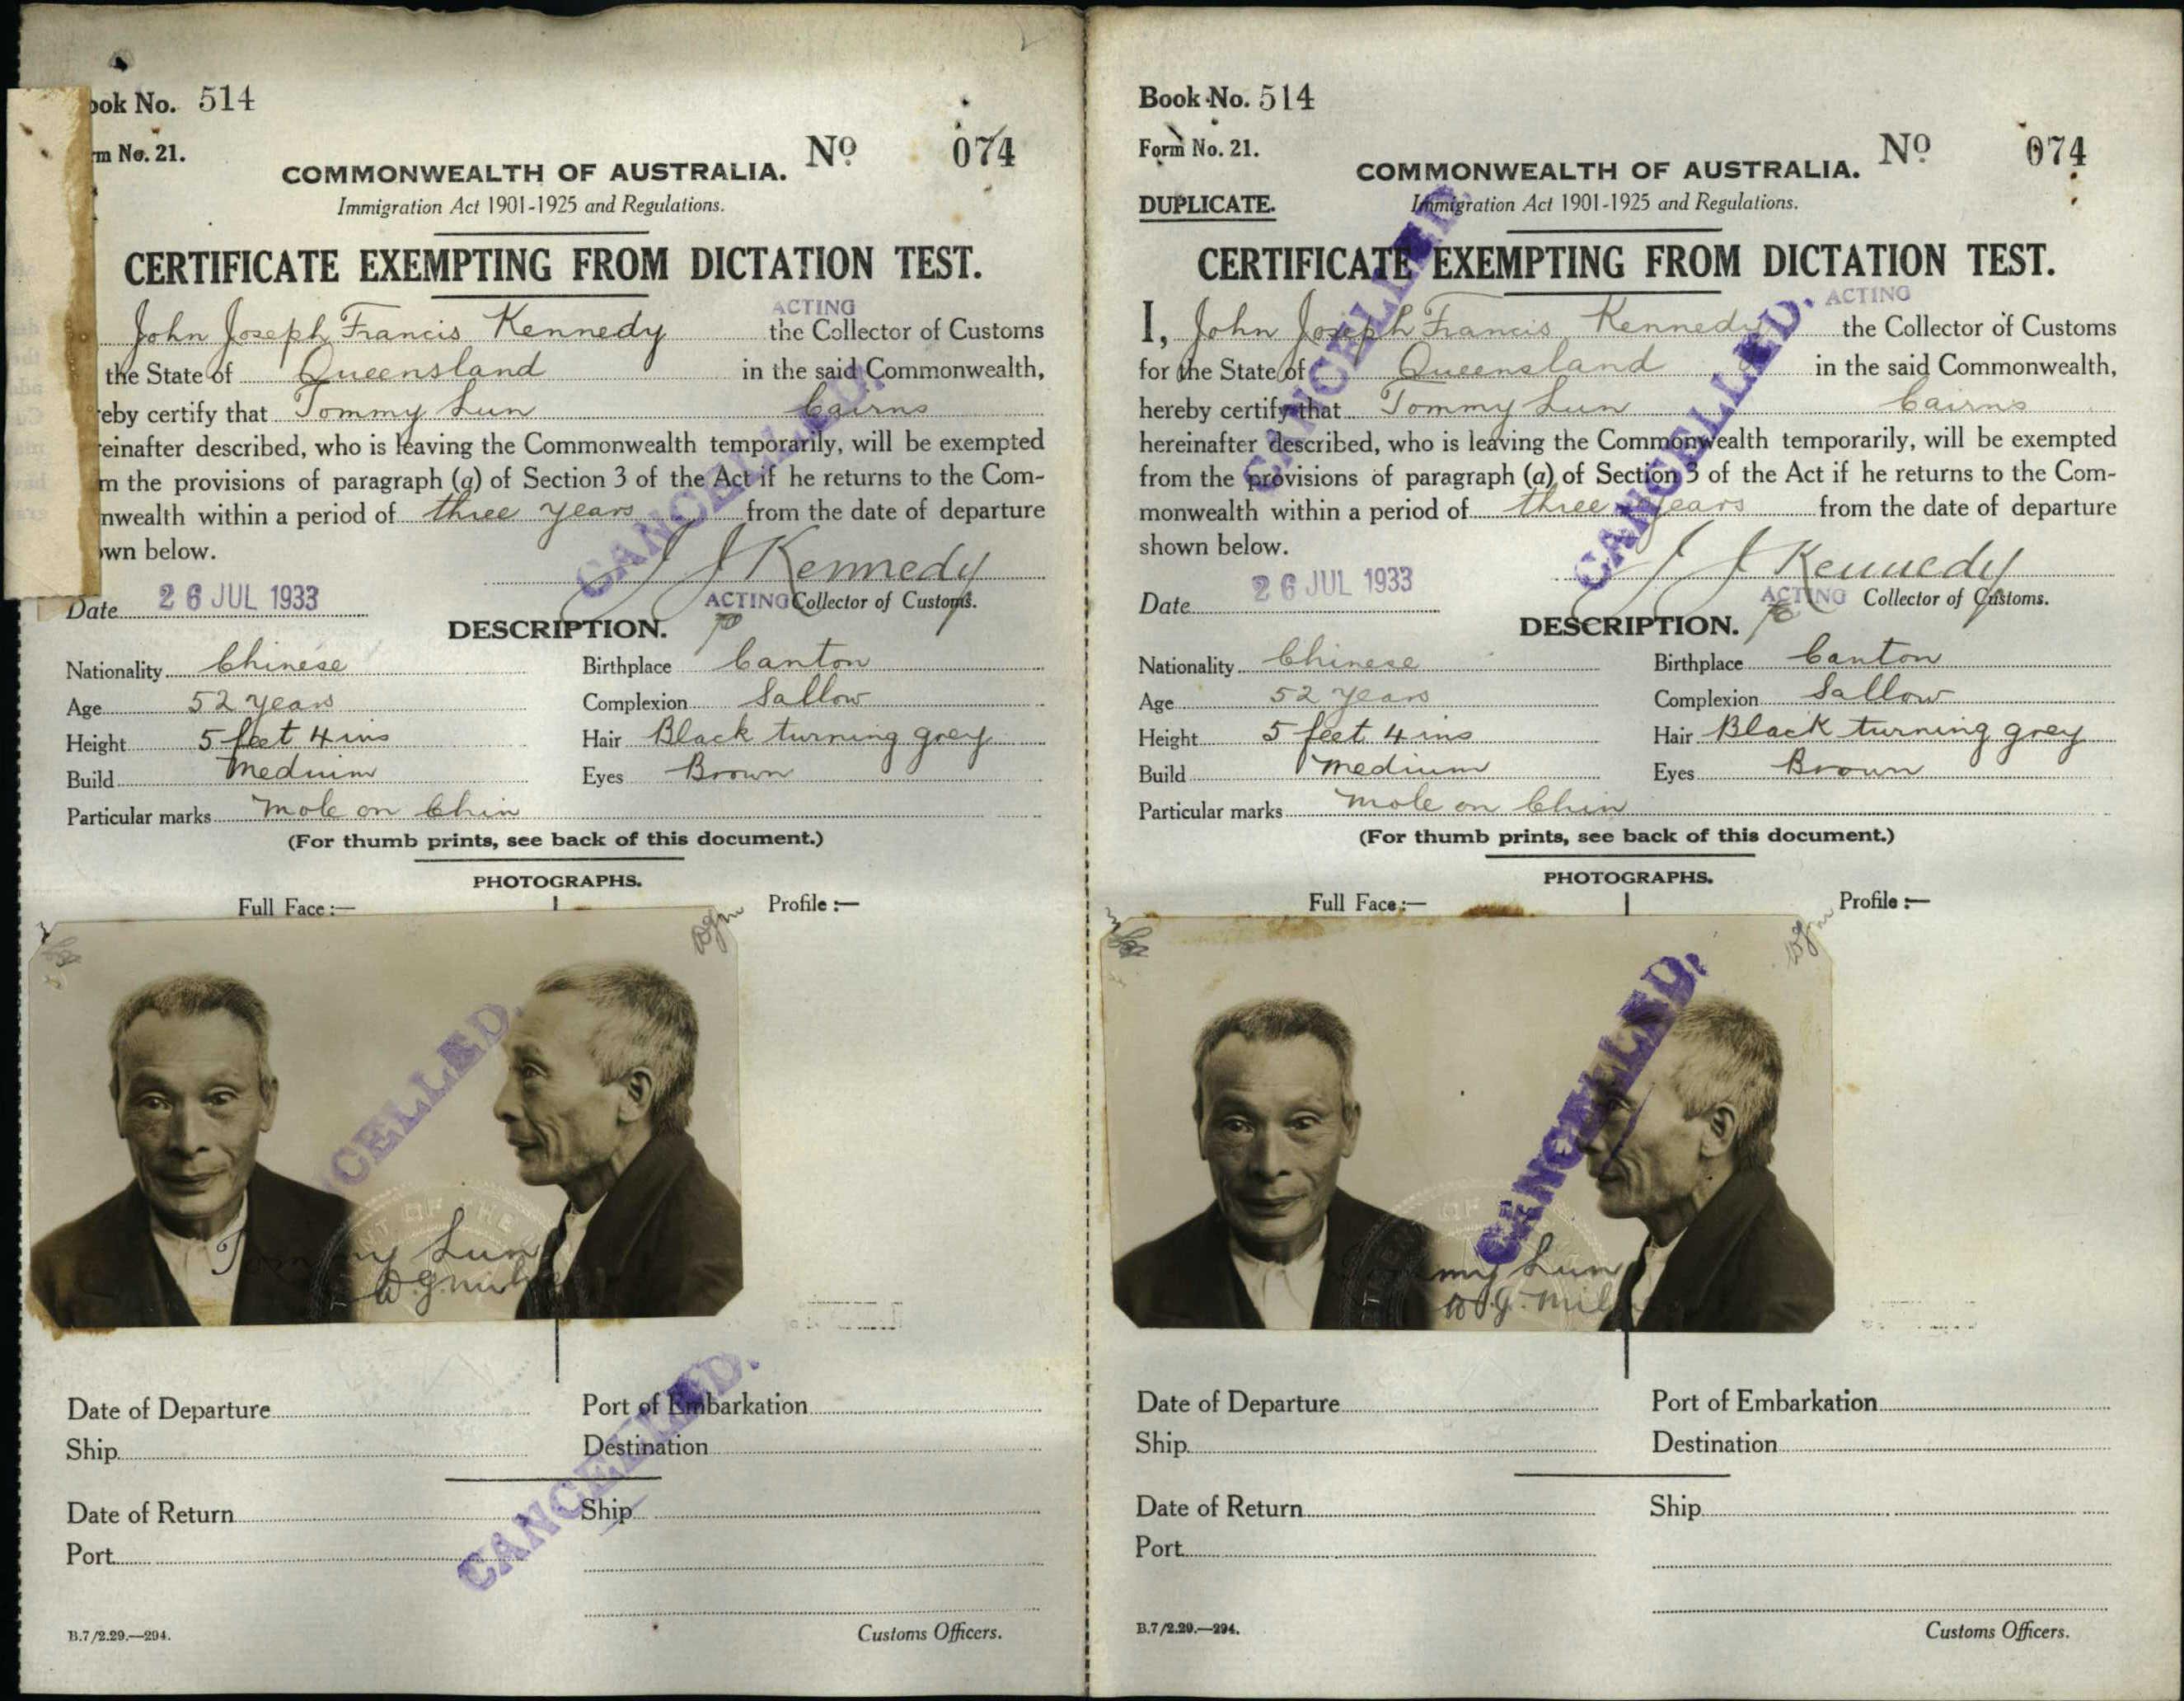 ook No. 514
rm No. 21.
Nº 074
COMMONWEALTH OF AUSTRALIA.
Immigration Act 1901-1925 and Regulations.
CERTIFICATE EXEMPTING FROM DICTATION TEST.
ACTING
John Joseph Francis Kennedy the Collector of Customs
the State of Queensland in the said Commonwealth,
reby certify that Tommy Lun Cairns
reinafter described, who is leaving the Commonwealth temporarily, will be exempted
m the provisions of paragraph (a) of Section 3 of the Act if he returns to the Com-
nwealth within a period of three years from the date of departure
own below.
CANCELLED.
J J Kennedy
Date 26 JUL 1933
ACTING Collector of Customs.
DESCRIPTION.
Nationality Chinese Birthplace Canton
Age 52 years Complexion Sallow
Height 5 feet 4 ins Hair Black turning grey
Build Medium Eyes Brown
Particular marks Mole on Chin
(For thumb prints, see back of this document.)
PHOTOGRAPHS.
Full Face:— Profile:—
CELLED.
Tommy Lun
Date of Departure Port of Embarkation
Ship Destination
Date of Return Ship
Port
CANCELLED.
B.7/2.29.—294. Customs Officers.
Book No. 514
Form No. 21.
Nº 074
COMMONWEALTH OF AUSTRALIA.
DUPLICATE.
Immigration Act 1901-1925 and Regulations.
CERTIFICATE EXEMPTING FROM DICTATION TEST.
ACTING
I, John Joseph Francis Kennedy the Collector of Customs
for the State of Queensland in the said Commonwealth,
hereby certify that Tommy Lun Cairns
hereinafter described, who is leaving the Commonwealth temporarily, will be exempted
from the provisions of paragraph (a) of Section 3 of the Act if he returns to the Com-
monwealth within a period of three years from the date of departure
shown below.
CANCELLED.
CANCELLED.
J J Kennedy
Date 26 JUL 1933
ACTING Collector of Customs.
DESCRIPTION.
Nationality Chinese Birthplace Canton
Age 52 years Complexion Sallow
Height 5 feet 4 ins Hair Black turning grey
Build Medium Eyes Brown
Particular marks Mole on Chin
(For thumb prints, see back of this document.)
PHOTOGRAPHS.
Full Face:— Profile:—
CANCELLED.
my Lun
Date of Departure Port of Embarkation
Ship Destination
Date of Return Ship
Port
B.7/2.29.—294. Customs Officers.